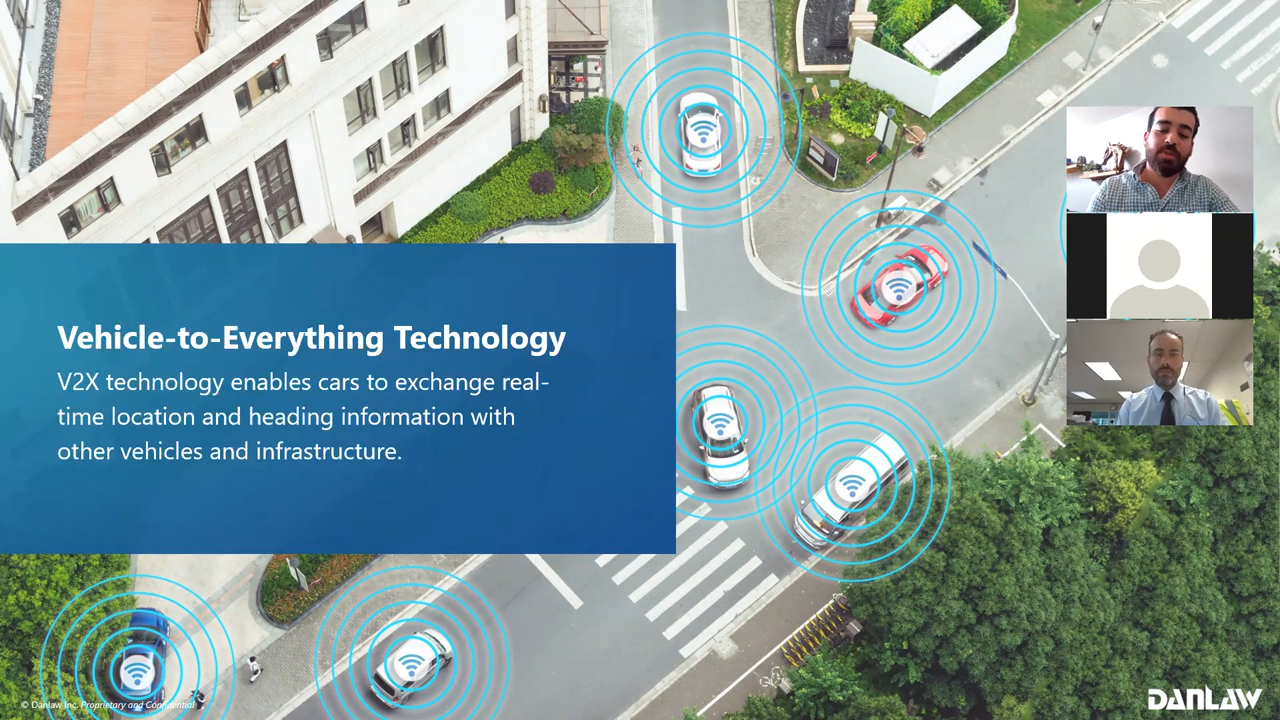 Vehicle-to-Everything Technology
V2X technology enables cars to exchange real-
time location and heading information with
other vehicles and infrastructure.
© Danlaw Inc. Proprietary and Confidential
DANLAW